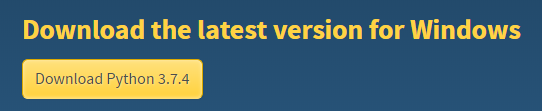 Download the latest version for Windows
Download Python 3.7.4